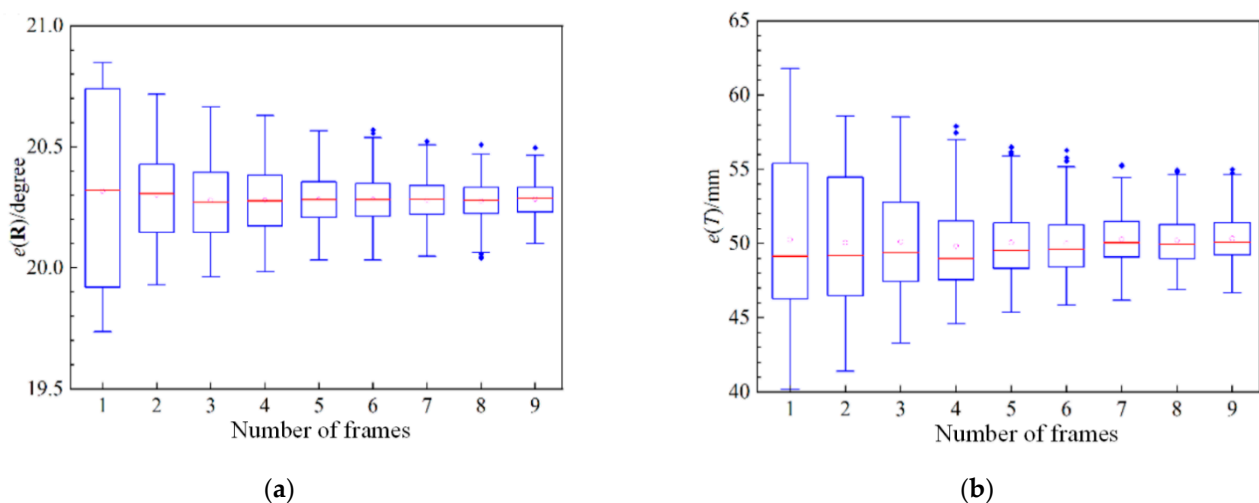 21.0
20.5
20.0
19.5
e(R)/degree
1 2 3 4 5 6 7 8 9
Number of frames
(a)
65
60
55
50
45
40
e(T)/mm
1 2 3 4 5 6 7 8 9
Number of frames
(b)